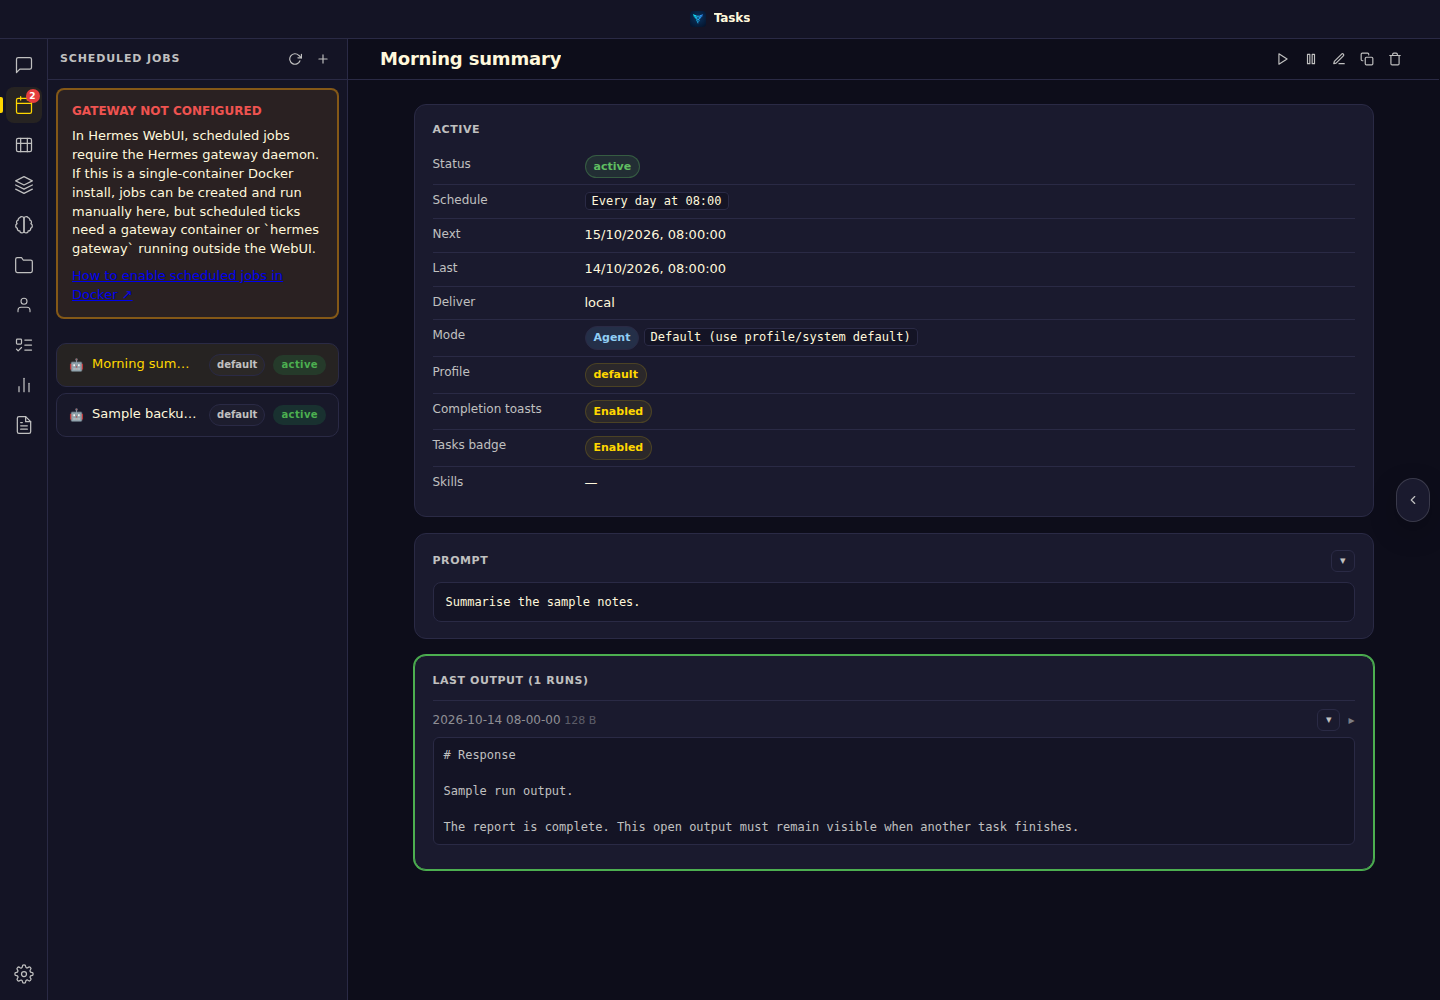 Tasks
SCHEDULED JOBS
Morning summary
2
GATEWAY NOT CONFIGURED
In Hermes WebUI, scheduled jobs
require the Hermes gateway daemon.
If this is a single-container Docker
install, jobs can be created and run
manually here, but scheduled ticks
need a gateway container or `hermes
gateway` running outside the WebUI.
How to enable scheduled jobs in
Docker ↗
Morning sum… default active
Sample backu… default active
ACTIVE
Status active
Schedule Every day at 08:00
Next 15/10/2026, 08:00:00
Last 14/10/2026, 08:00:00
Deliver local
Mode Agent Default (use profile/system default)
Profile default
Completion toasts Enabled
Tasks badge Enabled
Skills —
PROMPT
Summarise the sample notes.
LAST OUTPUT (1 RUNS)
2026-10-14 08-00-00 128 B
# Response
Sample run output.
The report is complete. This open output must remain visible when another task finishes.